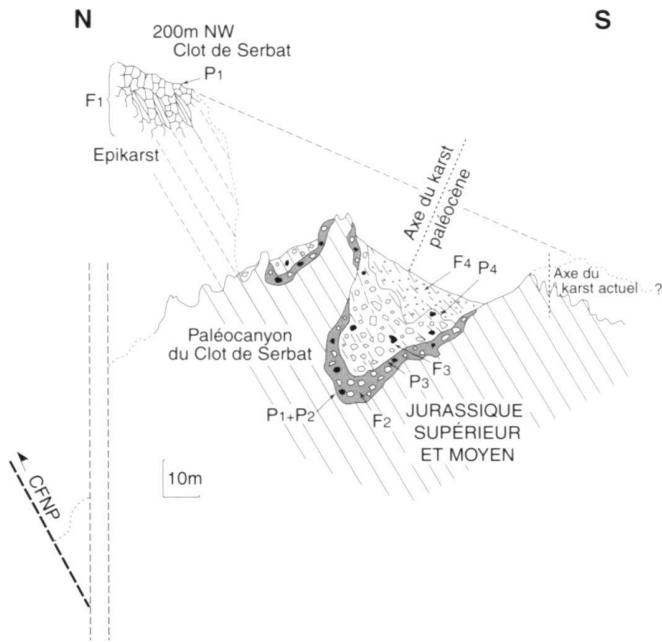 N
S
200m NW
Clot de Serbat
P1
F1
Epikarst
Axe du karst
paléocène
F4
P4
Axe du
karst actuel
?
Paléocanyon
du Clot de Serbat
F3
P3
P1+P2
F2
JURASSIQUE
SUPÉRIEUR
ET MOYEN
10m
CFNP